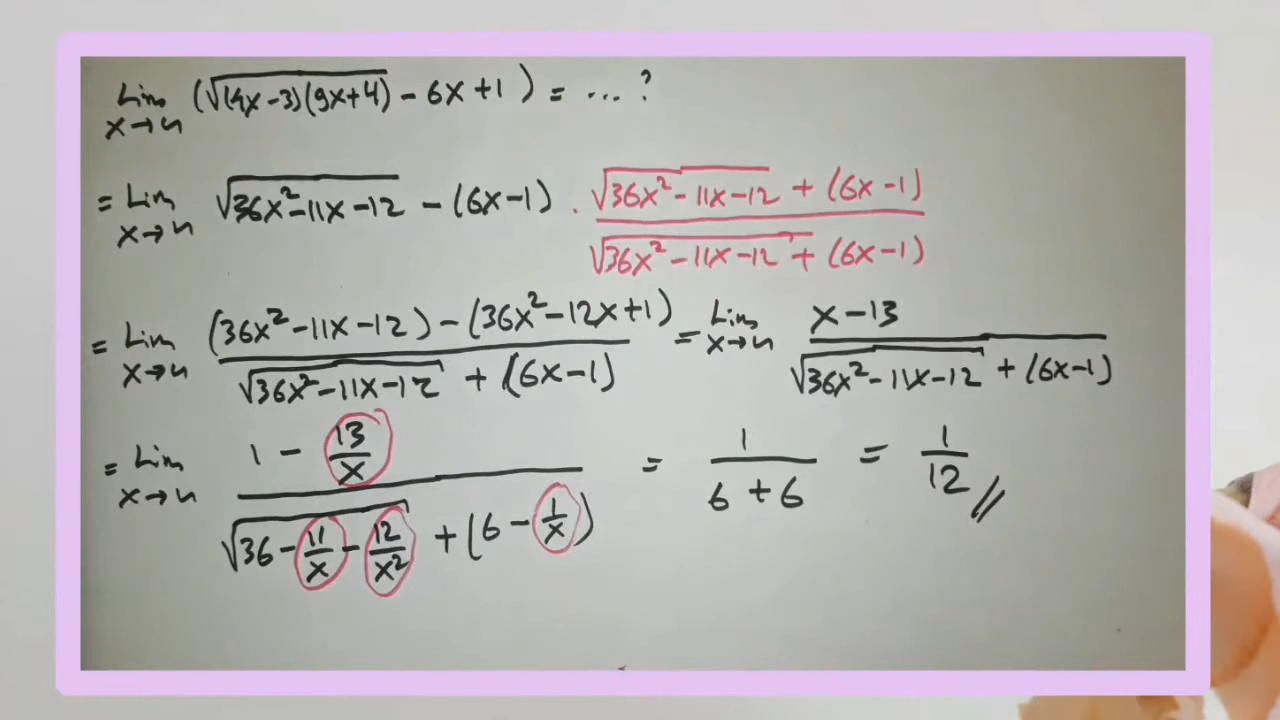 Lim x→~ (√(4x-3)(9x+4) - 6x + 1) = ... ?
= Lim x→~ √36x²-11x-12 - (6x-1) . √36x²-11x-12 + (6x-1) / √36x²-11x-12 + (6x-1)
= Lim x→~ (36x²-11x-12) - (36x²-12x+1) / √36x²-11x-12 + (6x-1) = Lim x→~ x-13 / √36x²-11x-12 + (6x-1)
= Lim x→~ 1 - 13/x / √36 - 11/x - 12/x² + (6 - 1/x) = 1 / 6+6 = 1/12 //